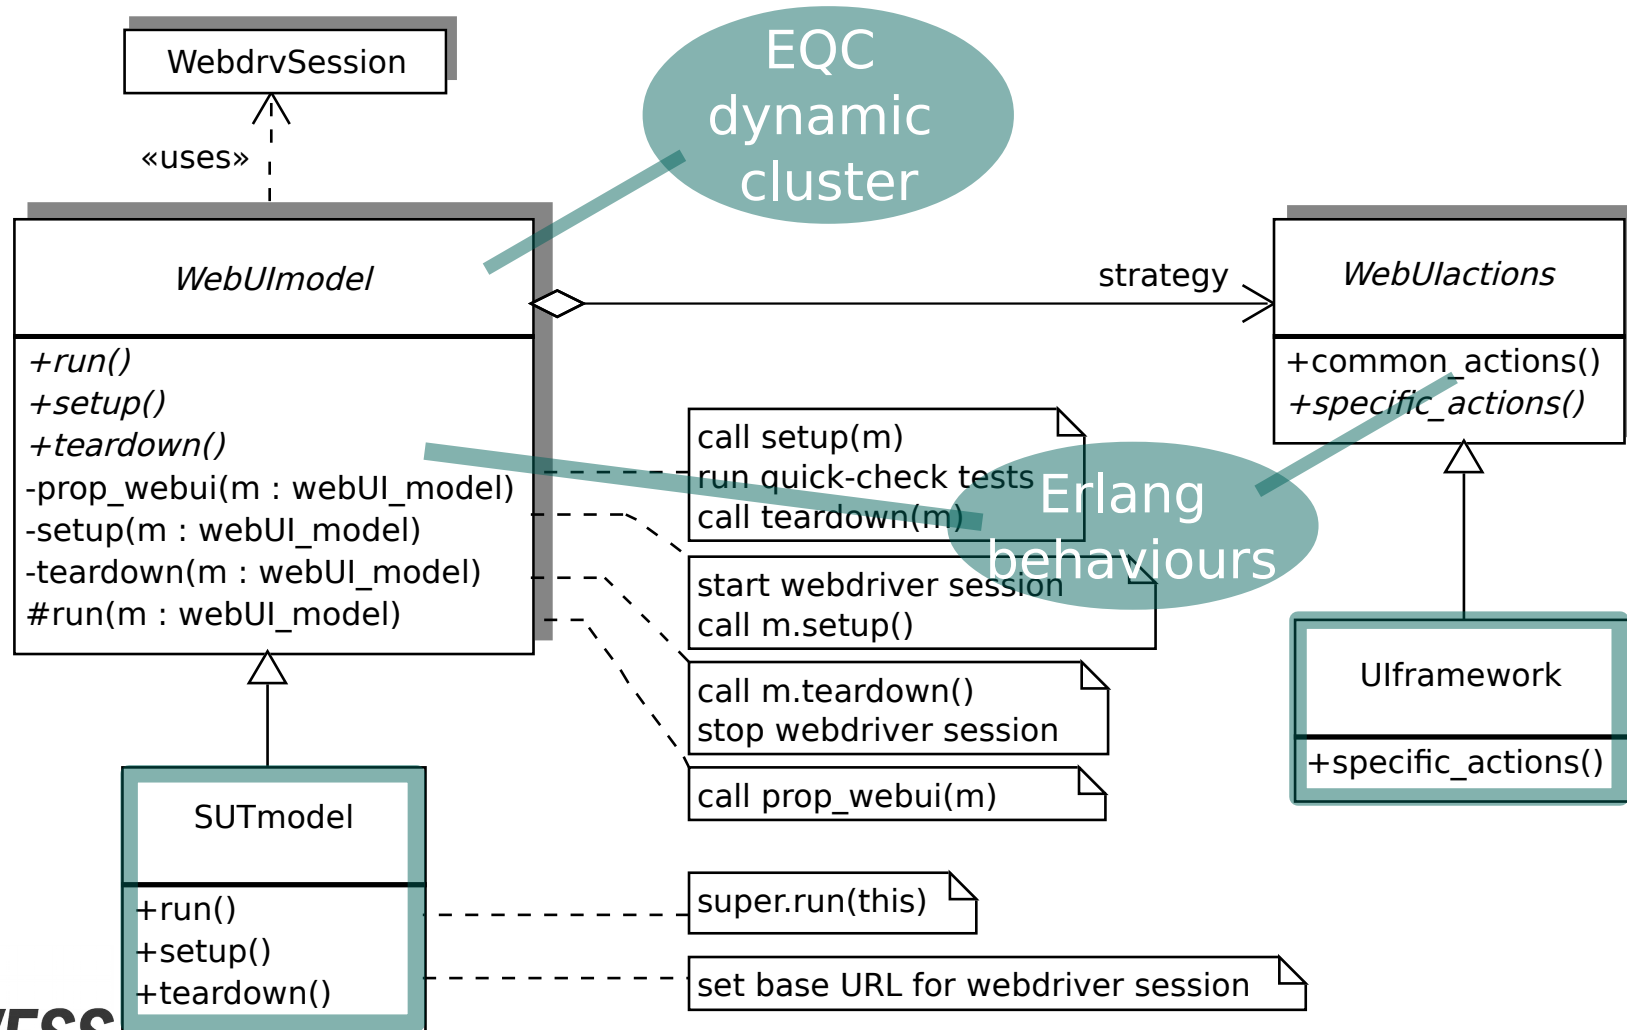 WebdrvSession
«uses»
EQC
dynamic
cluster
WebUImodel
+run()
+setup()
+teardown()
-prop_webui(m : webUI_model)
-setup(m : webUI_model)
-teardown(m : webUI_model)
#run(m : webUI_model)
strategy
WebUIactions
+common_actions()
+specific_actions()
call setup(m)
run quick-check tests
call teardown(m)
Erlang
behaviours
start webdriver session
call m.setup()
call m.teardown()
stop webdriver session
call prop_webui(m)
UIframework
+specific_actions()
SUTmodel
+run()
+setup()
+teardown()
super.run(this)
set base URL for webdriver session